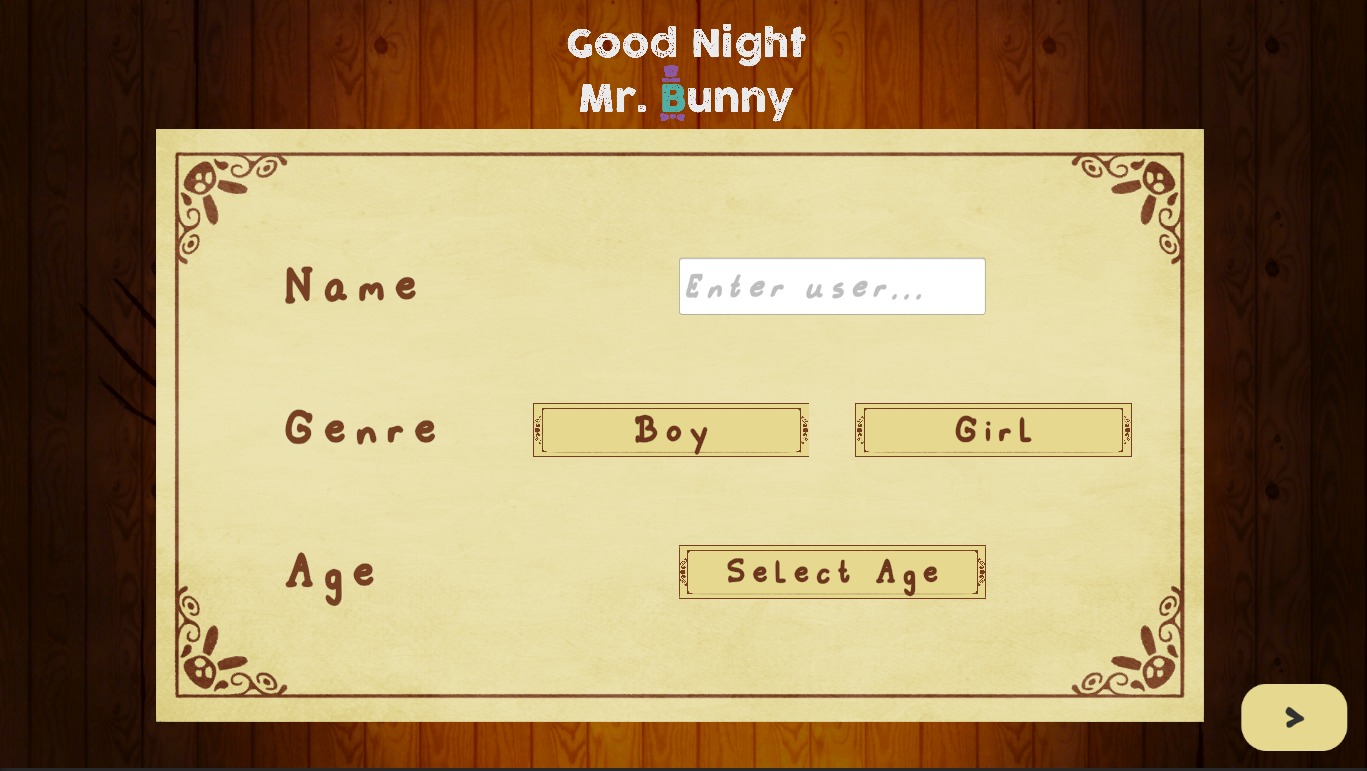 Good Night
Mr. Bunny
Name
Enter user...
Genre
Boy
Girl
Age
Select Age
>